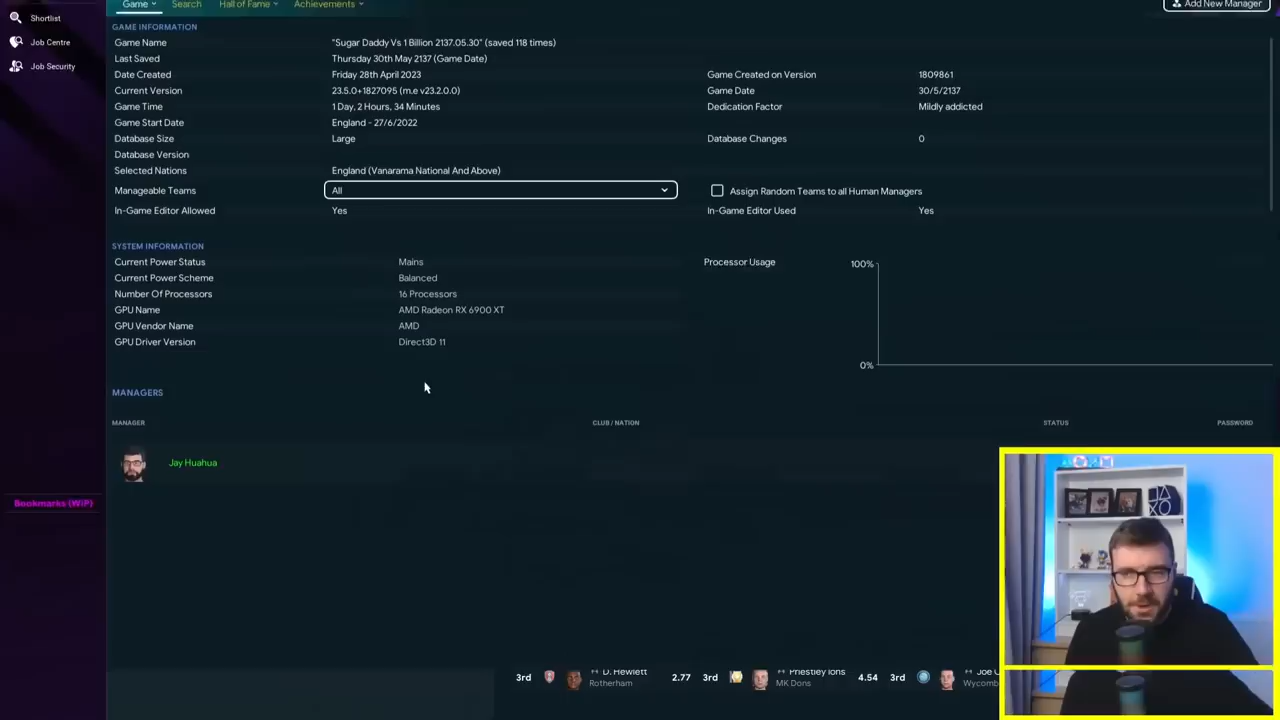 Game Search Hall of Fame Achievements Add New Manager
Shortlist
Job Centre
Job Security
Bookmarks (WIP)
GAME INFORMATION
Game Name "Sugar Daddy Vs 1 Billion 2137.05.30" (saved 118 times)
Last Saved Thursday 30th May 2137 (Game Date)
Date Created Friday 28th April 2023 Game Created on Version 1809861
Current Version 23.5.0+1827095 (m.e v23.2.0.0) Game Date 30/5/2137
Game Time 1 Day, 2 Hours, 34 Minutes Dedication Factor Mildly addicted
Game Start Date England - 27/6/2022
Database Size Large Database Changes 0
Database Version
Selected Nations England (Vanarama National And Above)
Manageable Teams All Assign Random Teams to all Human Managers
In-Game Editor Allowed Yes In-Game Editor Used Yes
SYSTEM INFORMATION
Current Power Status Mains Processor Usage 100%
Current Power Scheme Balanced
Number Of Processors 16 Processors
GPU Name AMD Radeon RX 6900 XT
GPU Vendor Name AMD
GPU Driver Version Direct3D 11
0%
MANAGERS
MANAGER CLUB / NATION STATUS PASSWORD
Jay Huahua
3rd D. Hewlett 2.77 3rd Priestley Ions 4.54 3rd Joe
Rotherham MK Dons Wycom